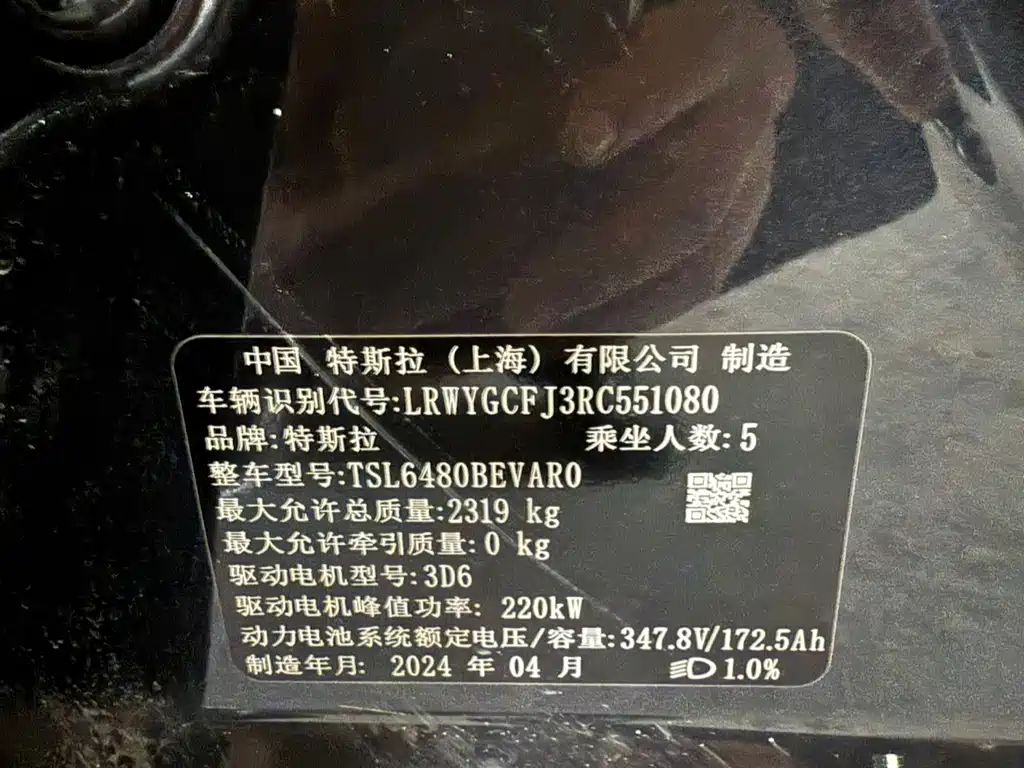 中国 特斯拉（上海）有限公司 制造
车辆识别代号:LRWYGCFJ3RC551080
品牌:特斯拉 乘坐人数:5
整车型号:TSL6480BEVAR0
最大允许总质量:2319 kg
最大允许牵引质量:0 kg
驱动电机型号:3D6
驱动电机峰值功率: 220kW
动力电池系统额定电压/容量:347.8V/172.5Ah
制造年月: 2024 年 04 月 1.0%